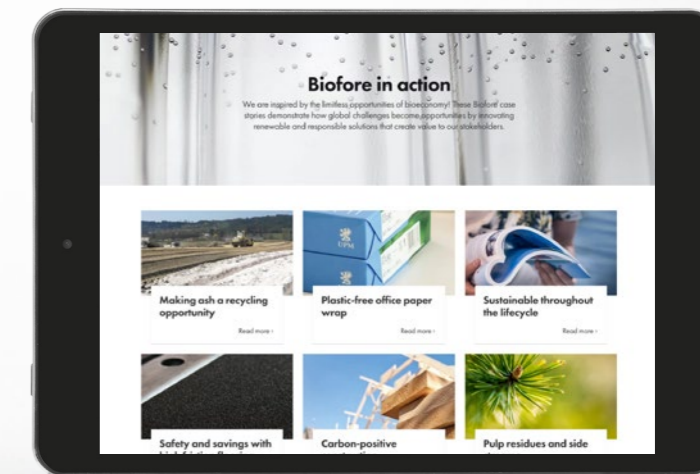 Biofore in action
We are inspired by the limitless opportunities of bioeconomy! These Biofore case
stories demonstrate how global challenges become opportunities by innovating
renewable and responsible solutions that create value to our stakeholders.
UPM
Making ash a recycling
opportunity
Read more ›
Plastic-free office paper
wrap
Read more ›
Sustainable throughout
the lifecycle
Read more ›
Safety and savings with
Carbon-positive
Pulp residues and side